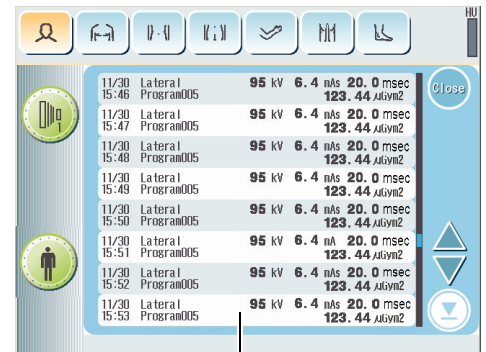 HU
11/30 Lateral 95 kV 6.4 mAs 20.0 msec
15:46 Program005 123.44 μGym2
Close
11/30 Lateral 95 kV 6.4 mAs 20.0 msec
15:47 Program005 123.44 μGym2
1
11/30 Lateral 95 kV 6.4 mAs 20.0 msec
15:48 Program005 123.44 μGym2
11/30 Lateral 95 kV 6.4 mAs 20.0 msec
15:49 Program005 123.44 μGym2
11/30 Lateral 95 kV 6.4 mAs 20.0 msec
15:50 Program005 123.44 μGym2
11/30 Lateral 95 kV 6.4 mA 20.0 msec
15:51 Program005 123.44 μGym2
11/30 Lateral 95 kV 6.4 mAs 20.0 msec
15:52 Program005 123.44 μGym2
11/30 Lateral 95 kV 6.4 mAs 20.0 msec
15:53 Program005 123.44 μGym2